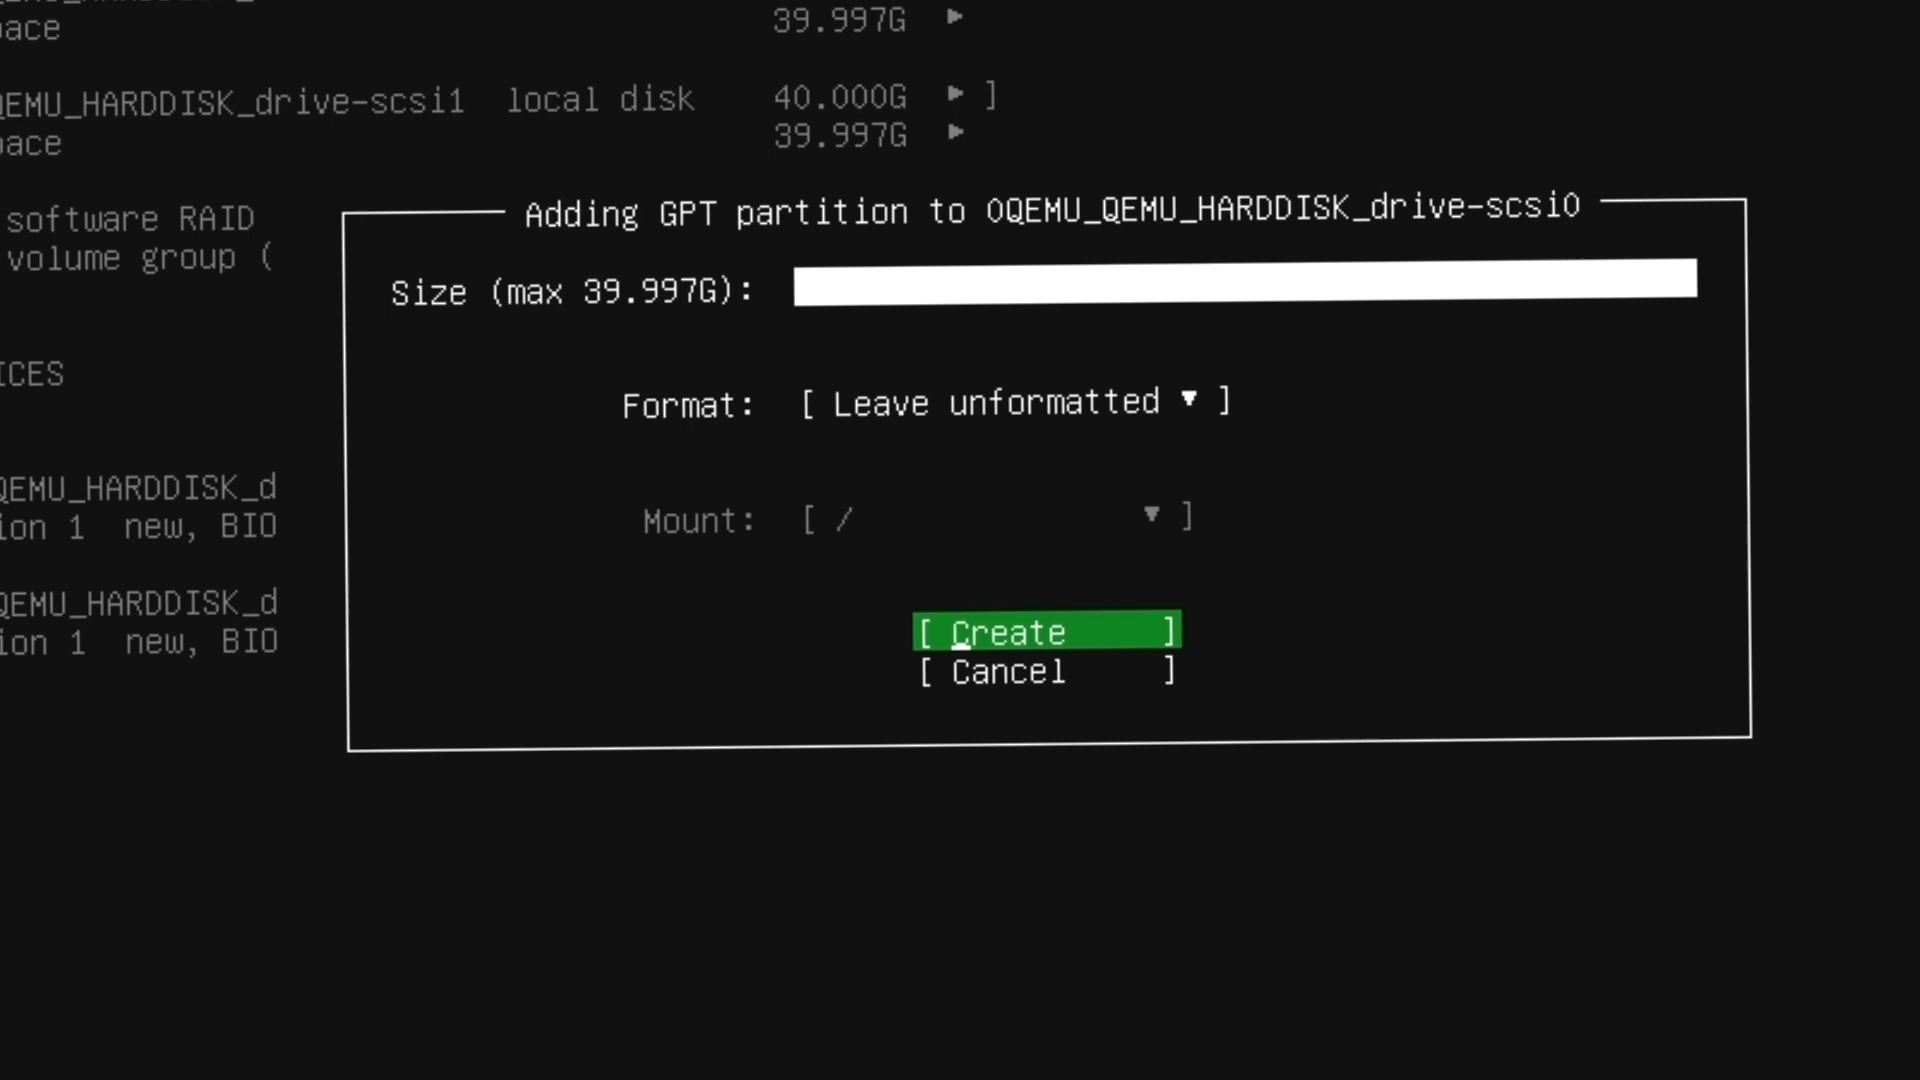 39.997G ▶
pace
QEMU_HARDDISK_drive-scsi1 local disk 40.000G ▶ ]
pace 39.997G ▶
software RAID
volume group (
ICES
QEMU_HARDDISK_d
ion 1 new, BIO
QEMU_HARDDISK_d
ion 1 new, BIO
Adding GPT partition to 0QEMU_QEMU_HARDDISK_drive-scsi0
Size (max 39.997G):
Format: [ Leave unformatted ▼ ]
Mount: [ / ▼ ]
[ Create ]
[ Cancel ]